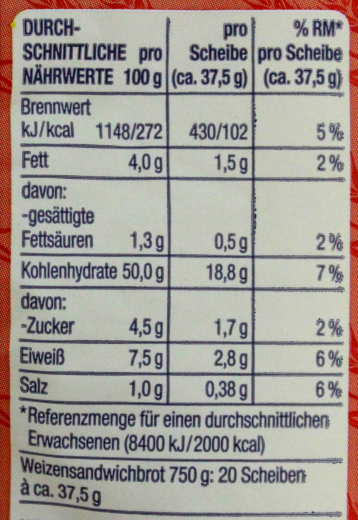 DURCH- pro % RM*
SCHNITTLICHE pro Scheibe pro Scheibe
NÄHRWERTE 100 g (ca. 37,5 g) (ca. 37,5 g)
Brennwert
kJ/kcal 1148/272 430/102 5 %
Fett 4,0 g 1,5 g 2 %
davon:
-gesättigte
Fettsäuren 1,3 g 0,5 g 2 %
Kohlenhydrate 50,0 g 18,8 g 7 %
davon:
-Zucker 4,5 g 1,7 g 2 %
Eiweiß 7,5 g 2,8 g 6 %
Salz 1,0 g 0,38 g 6 %
*Referenzmenge für einen durchschnittlichen
Erwachsenen (8400 kJ/2000 kcal)
Weizensandwichbrot 750 g: 20 Scheiben
à ca. 37,5 g